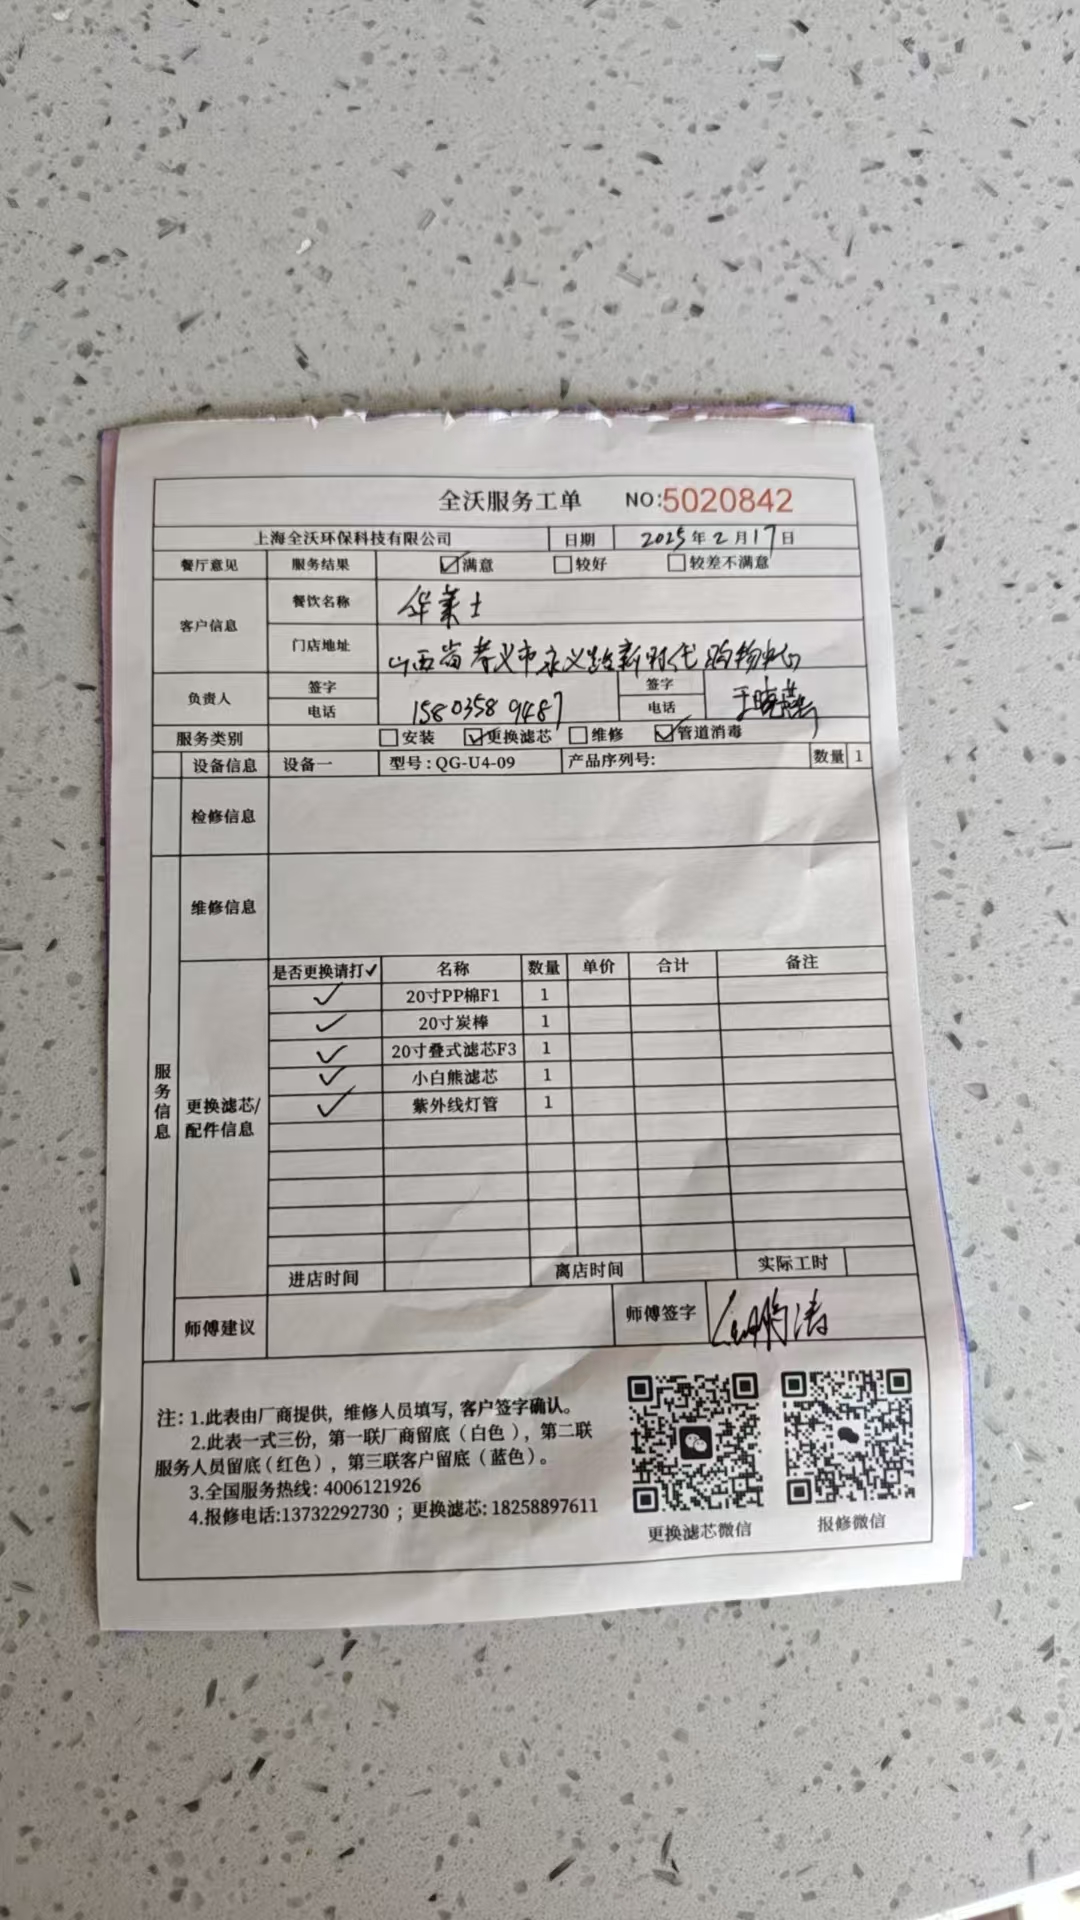 全沃服务工单 NO:5020842
上海全沃环保科技有限公司 日期 2025年2月17日
餐厅意见 服务结果 ☑满意 □较好 □较差不满意
客户信息 餐饮名称 华莱士
门店地址 山西省孝义市永义路新时代购物中心
负责人 签字 签字
电话 15803589487 电话 王晓燕
服务类别 □安装 ☑更换滤芯 □维修 ☑管道消毒
设备信息 设备一 型号:QG-U4-09 产品序列号: 数量 1
检修信息
维修信息
服务信息
更换滤芯/配件信息
是否更换请打✓ 名称 数量 单价 合计 备注
✓ 20寸PP棉F1 1
✓ 20寸炭棒 1
✓ 20寸叠式滤芯F3 1
✓ 小白熊滤芯 1
✓ 紫外线灯管 1
进店时间 离店时间 实际工时
师傅建议 师傅签字
注: 1.此表由厂商提供, 维修人员填写, 客户签字确认。
2.此表一式三份, 第一联厂商留底(白色), 第二联
服务人员留底(红色), 第三联客户留底(蓝色)。
3.全国服务热线: 4006121926
4.报修电话:13732292730 ; 更换滤芯: 18258897611
更换滤芯微信 报修微信